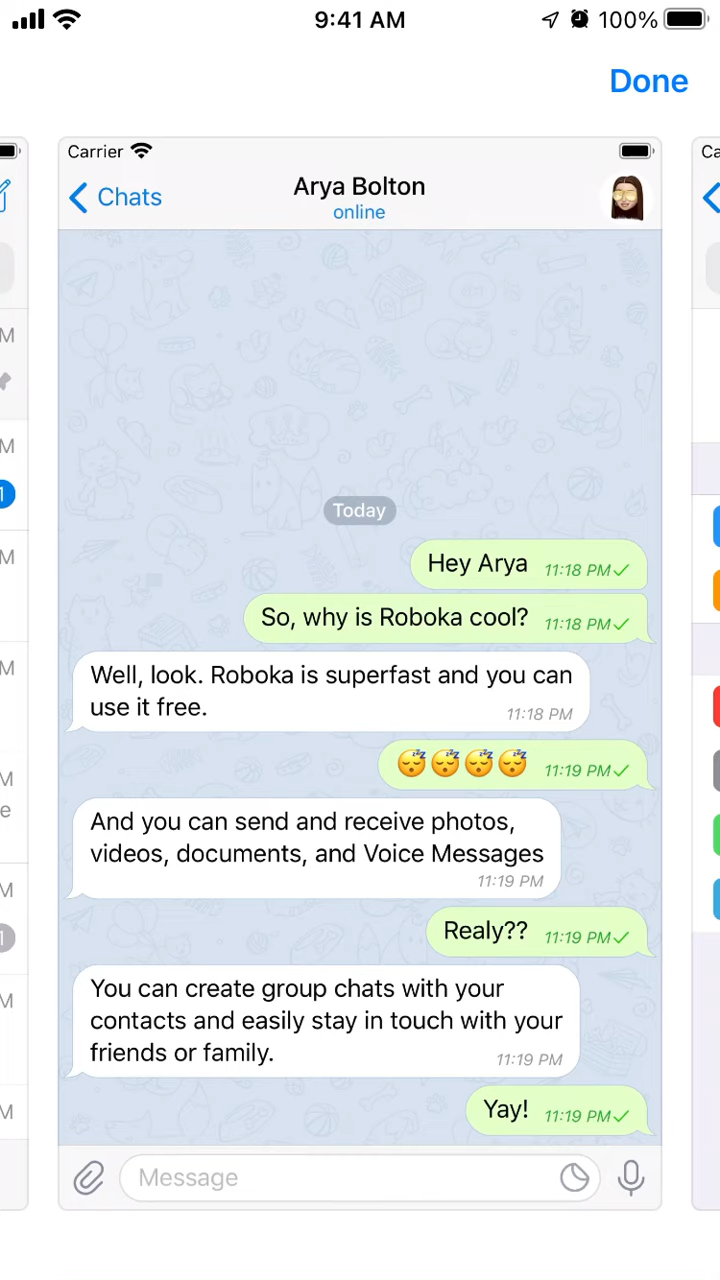 9:41 AM
100%
Done
Carrier
Ca
Chats
Arya Bolton
online
M
M
1
M
M
M
e
M
1
M
M
Today
Hey Arya 11:18 PM
So, why is Roboka cool? 11:18 PM
Well, look. Roboka is superfast and you can
use it free.
11:18 PM
😴😴😴😴 11:19 PM
And you can send and receive photos,
videos, documents, and Voice Messages
11:19 PM
Realy?? 11:19 PM
You can create group chats with your
contacts and easily stay in touch with your
friends or family.
11:19 PM
Yay! 11:19 PM
Message